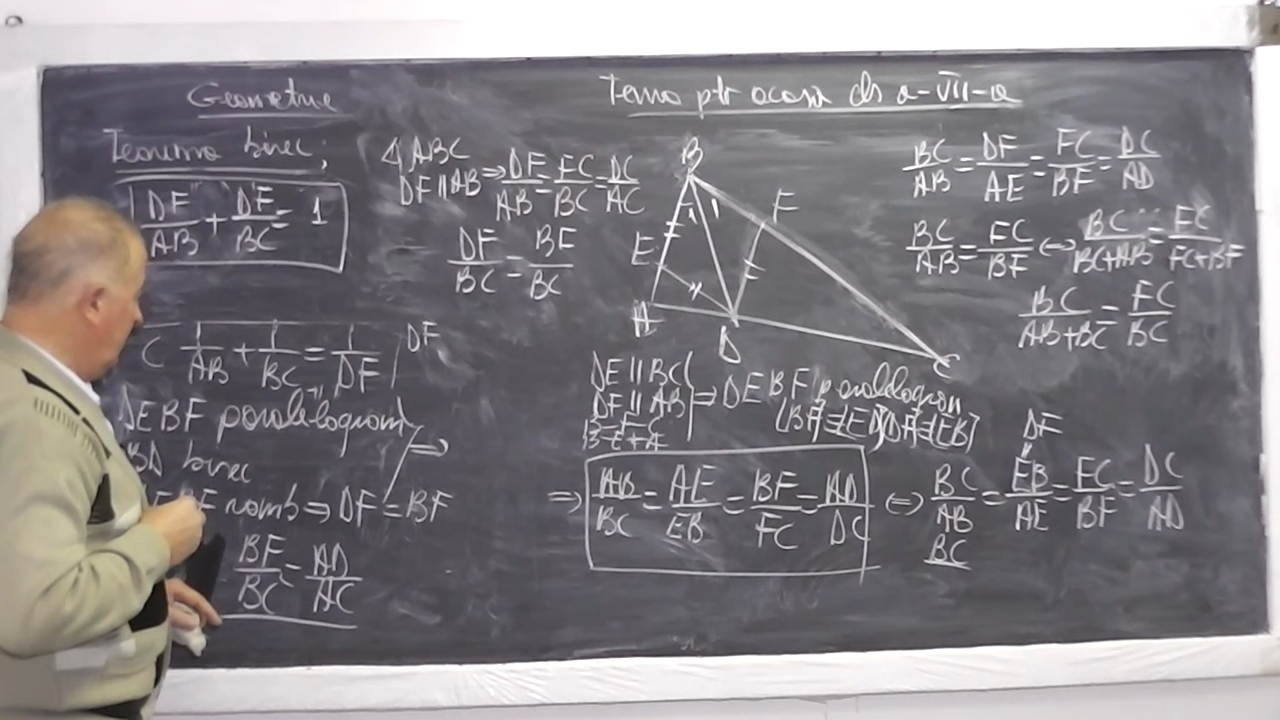 Geometrie
Tema ptr acasă cls a-VII-a
Teorema bisec;
DF/AB + DF/BC = 1
1/AB + 1/BC = 1/DF | DF
DEBF paralelogram
BD bisec
romb ⇒ DF = BF
BF/BC = AD/AC
△ABC
DF || AB ⇒ DF/AB = FC/BC = DC/AC
DF/BC = BF/BC
B
F
E
A
D
C
DE || BC
DF || AB ⇒ DEBF paralelogram
[BF]≡[ED], [DF]≡[EB]
⇒ AB/BC = AE/EB = BF/FC = AD/DC ⇔ BC/AB = EB/AE = FC/BF = DC/AD
DF
BC
BC/AB = DF/AE = FC/BF = DC/AD
BC/AB = FC/BF ⇔ BC/BC+AB = FC/FC+BF
BC/AB+BC = FC/BC